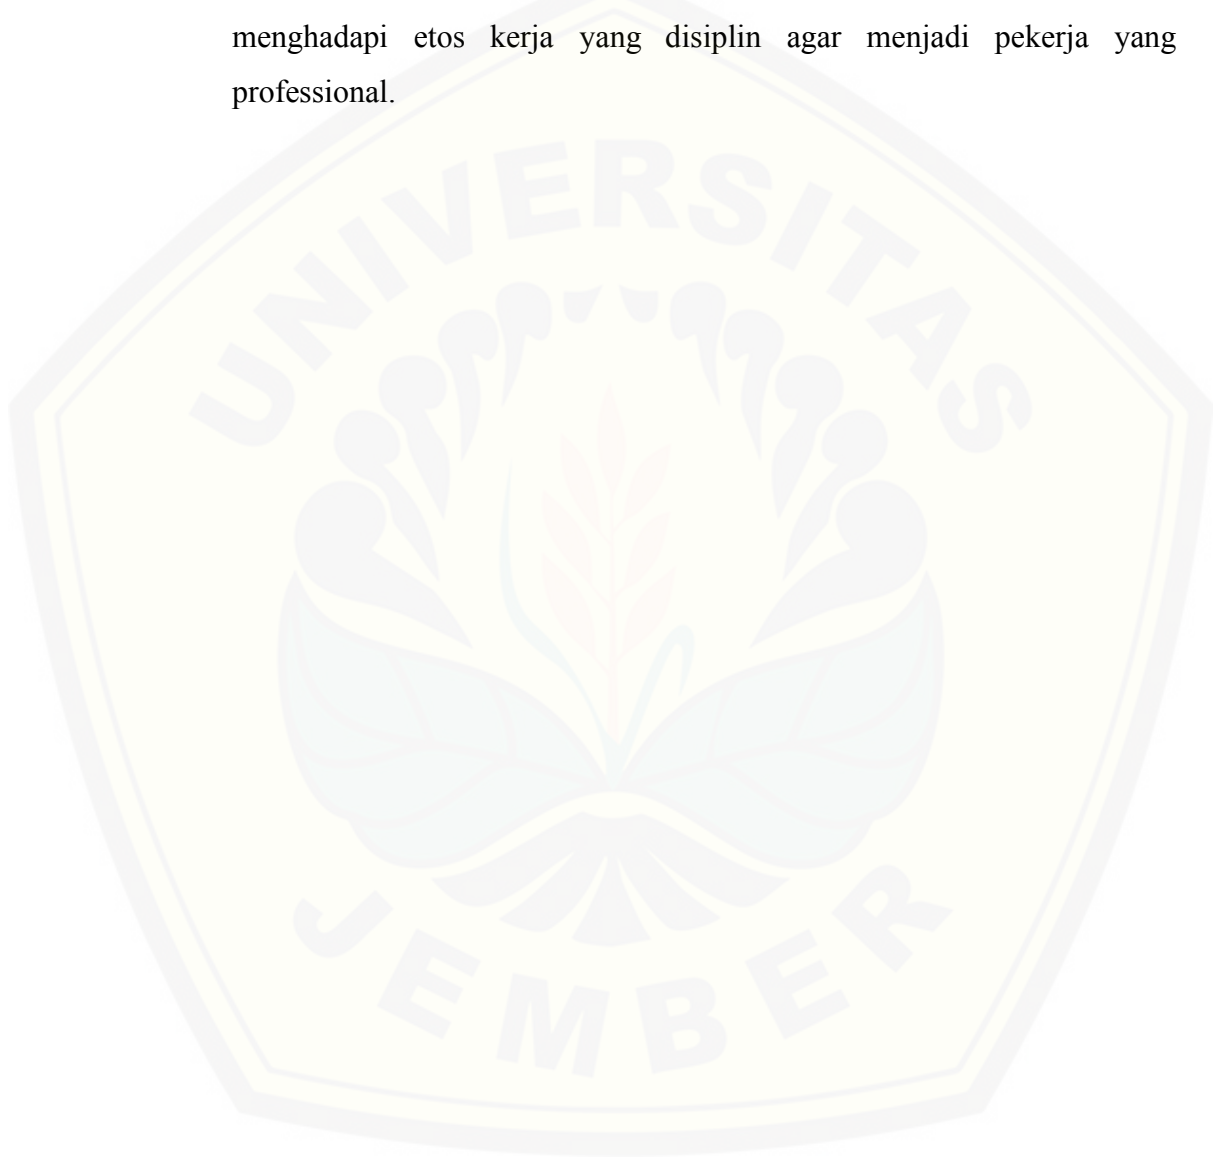 menghadapi etos kerja yang disiplin agar menjadi pekerja yang
professional.
UNIVERSITAS
JEMBER